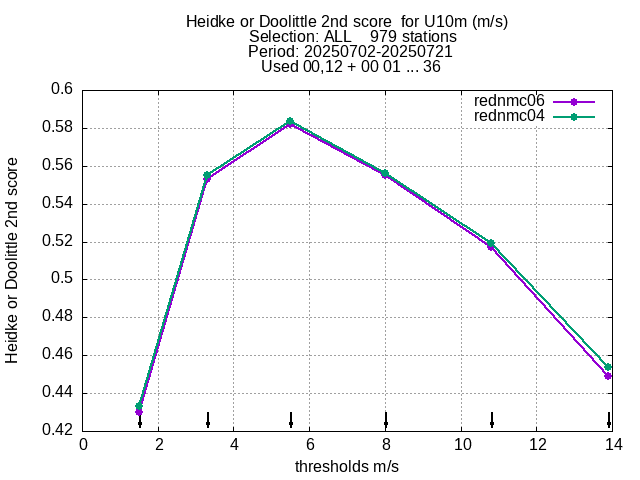 Heidke or Doolittle 2nd score  for U10m (m/s)
Selection: ALL    979 stations
Period: 20250702-20250721
Used 00,12 + 00 01 ... 36
rednmc06
rednmc04
Heidke or Doolittle 2nd score
0.6
0.58
0.56
0.54
0.52
0.5
0.48
0.46
0.44
0.42
0 2 4 6 8 10 12 14
thresholds m/s